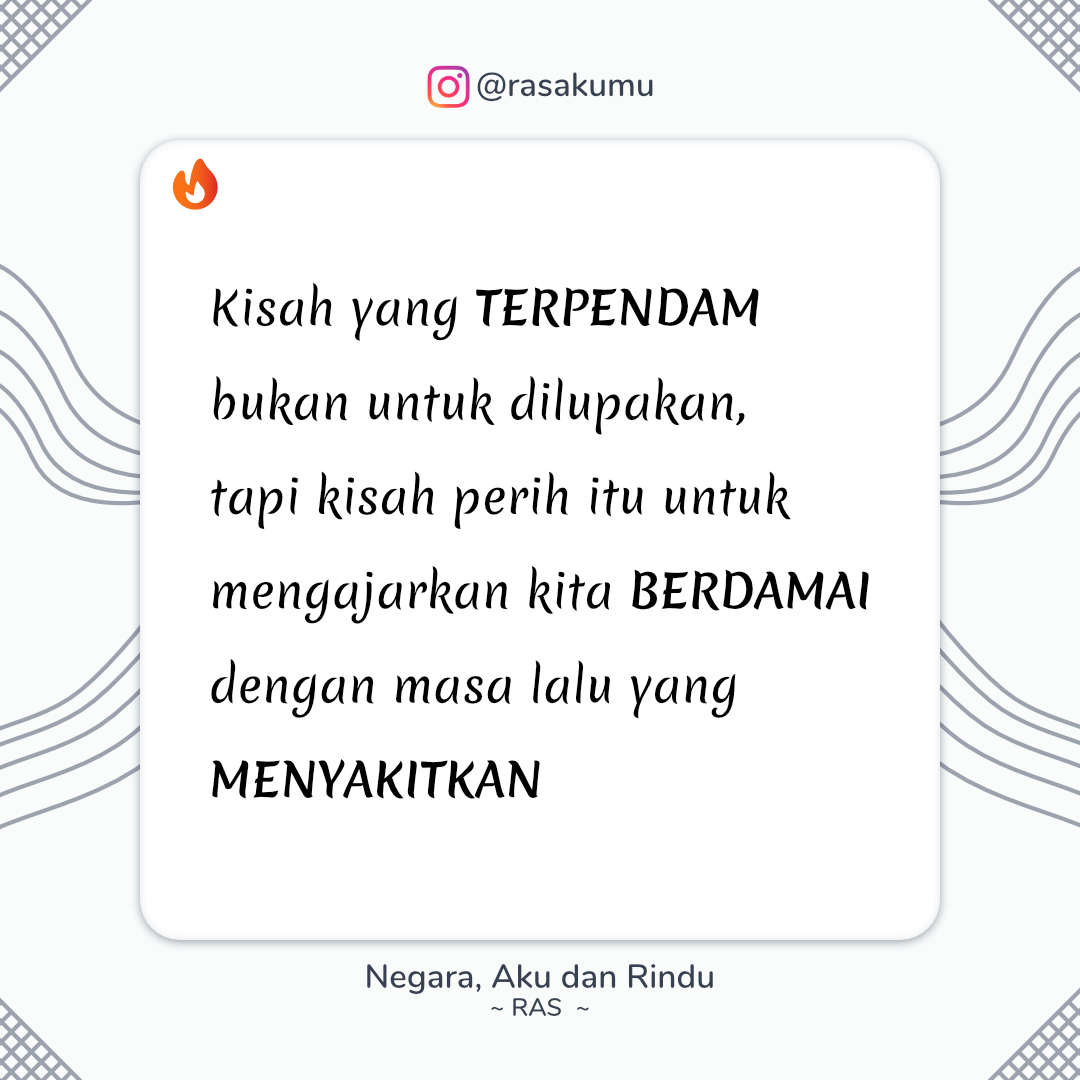 @rasakumu
Kisah yang TERPENDAM
bukan untuk dilupakan,
tapi kisah perih itu untuk
mengajarkan kita BERDAMAI
dengan masa lalu yang
MENYAKITKAN
Negara, Aku dan Rindu
~ RAS ~